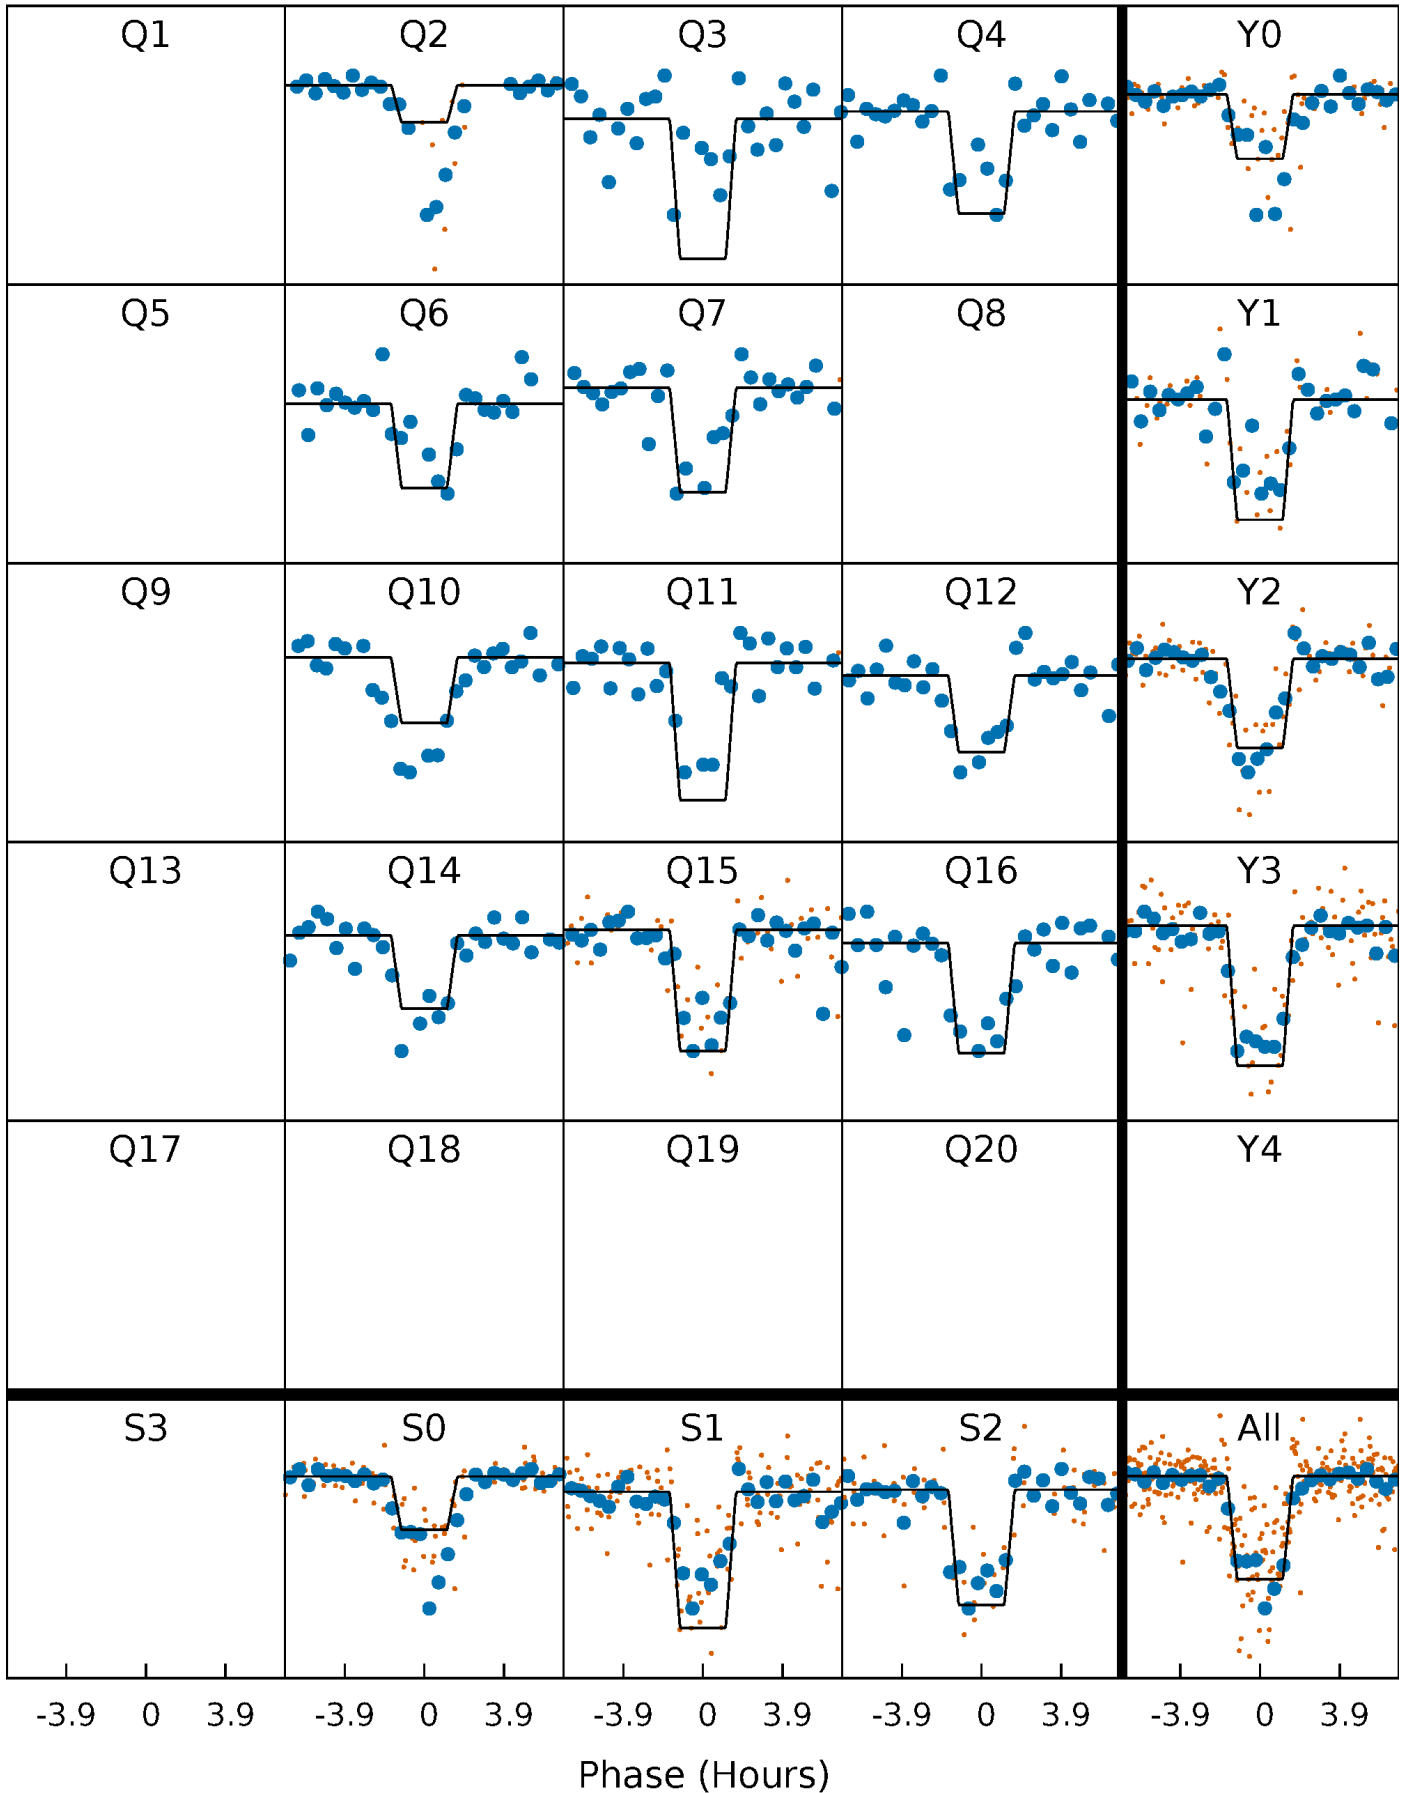 Q1 Q2 Q3 Q4 Y0
Q5 Q6 Q7 Q8 Y1
Q9 Q10 Q11 Q12 Y2
Q13 Q14 Q15 Q16 Y3
Q17 Q18 Q19 Q20 Y4
S3 S0 S1 S2 All
-3.9 0 3.9 -3.9 0 3.9 -3.9 0 3.9 -3.9 0 3.9 -3.9 0 3.9
Phase (Hours)